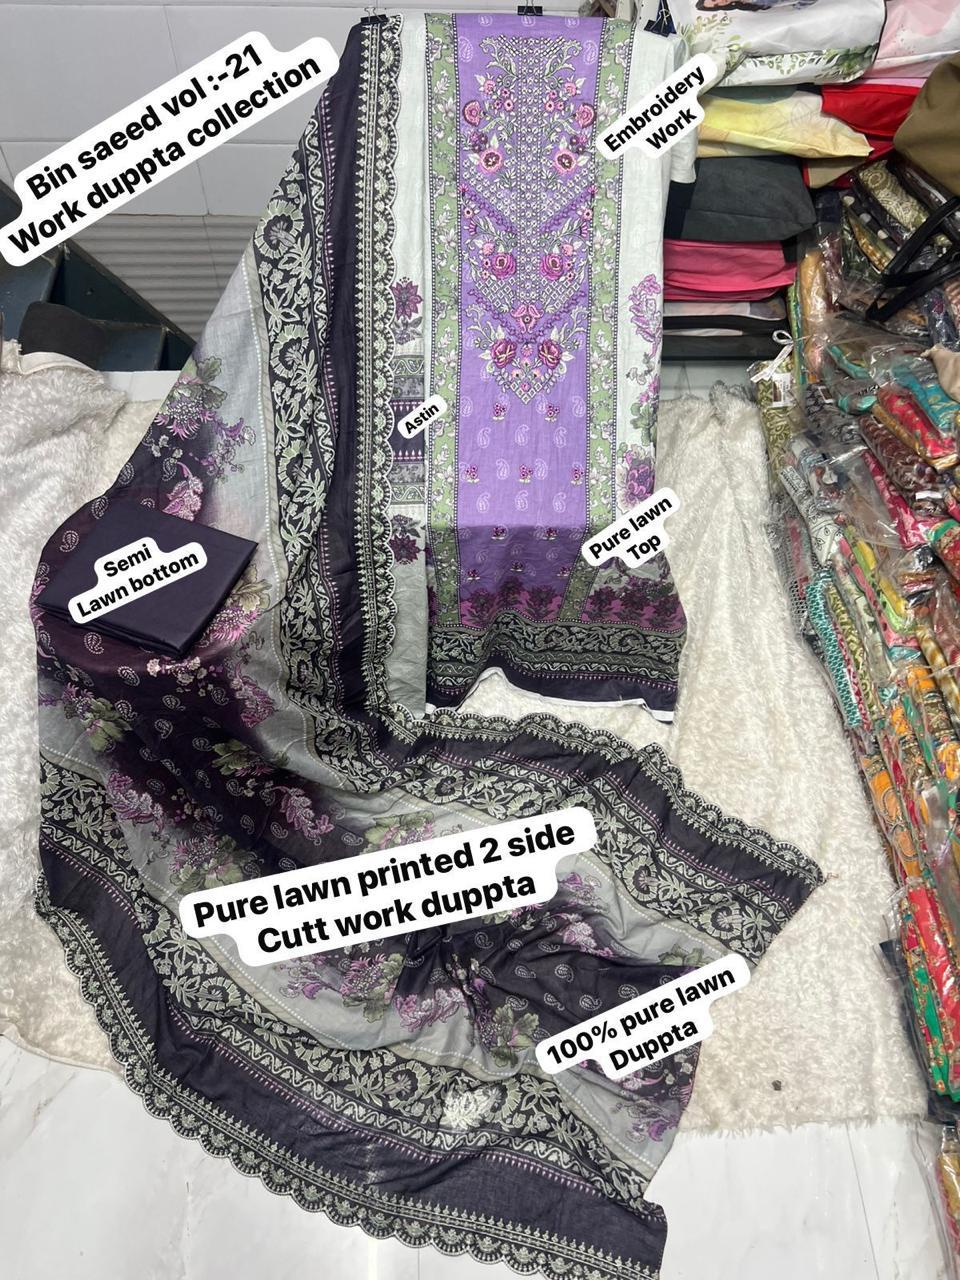 Bin saeed vol :-21
Work duppta collection
Embroidery
Work
Astin
Pure lawn
Top
Semi
Lawn bottom
Pure lawn printed 2 side
Cutt work duppta
100% pure lawn
Duppta